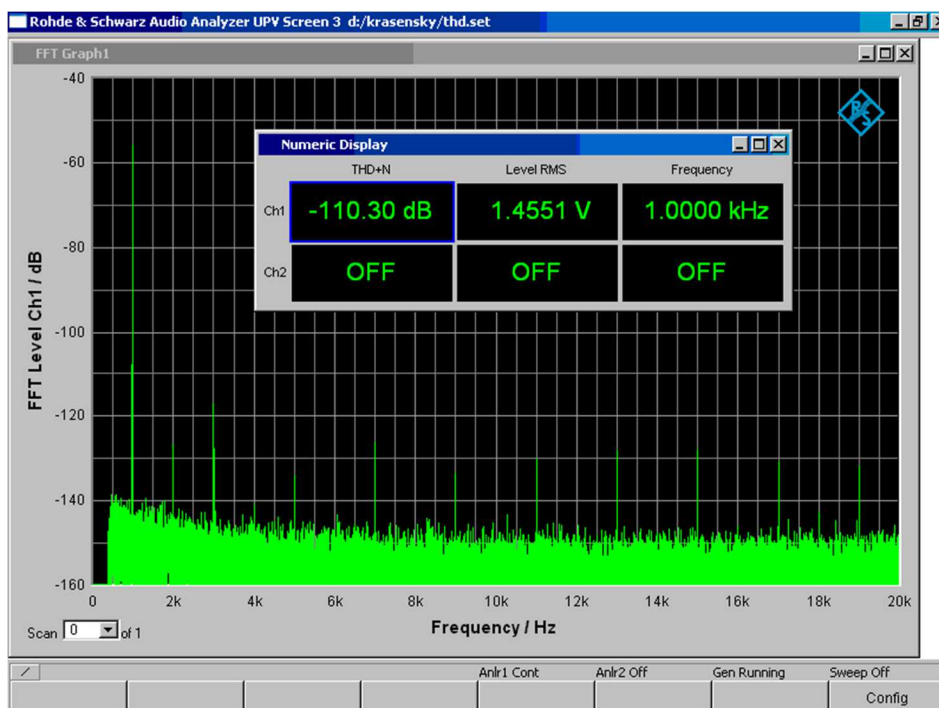 Rohde & Schwarz Audio Analyzer UPV Screen 3 d:/krasensky/thd.set
FFT Graph1
Numeric Display
THD+N Level RMS Frequency
Ch1 -110.30 dB 1.4551 V 1.0000 kHz
Ch2 OFF OFF OFF
FFT Level Ch1 / dB
-40
-60
-80
-100
-120
-140
-160
0 2k 4k 6k 8k 10k 12k 14k 16k 18k 20k
Frequency / Hz
Scan 0 of 1
Anlr1 Cont Anlr2 Off Gen Running Sweep Off
Config